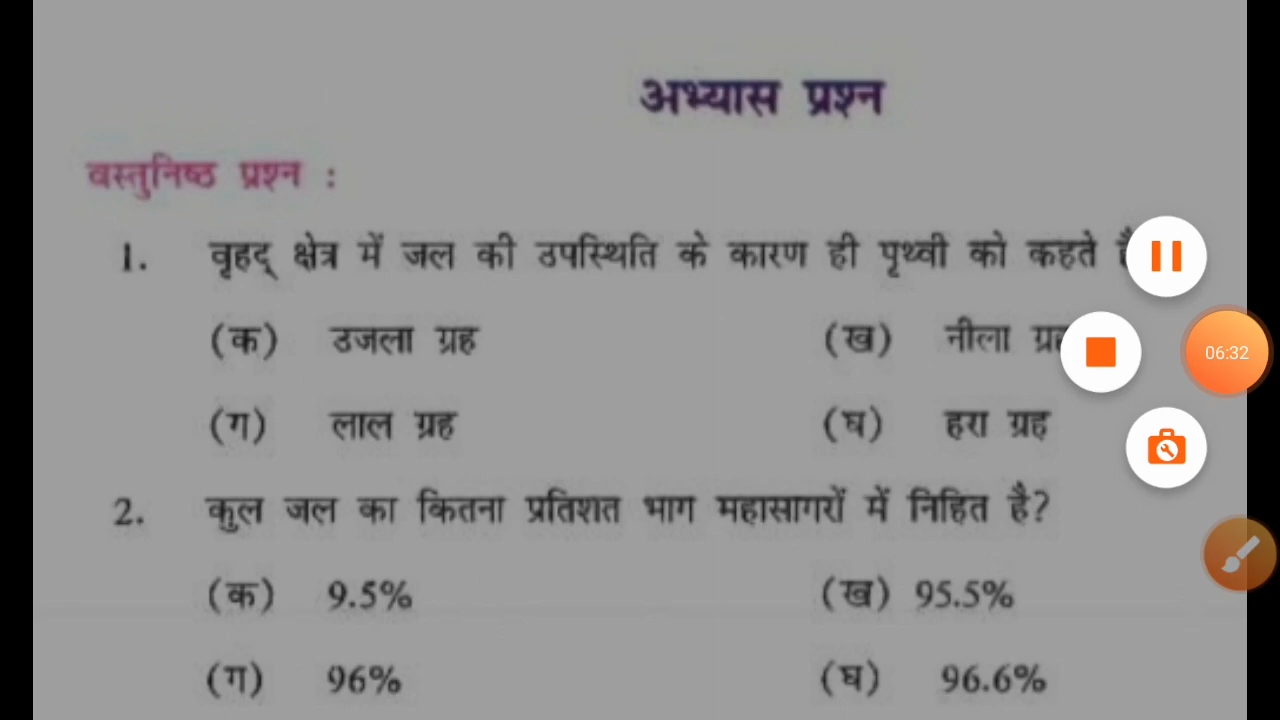 अभ्यास प्रश्न
वस्तुनिष्ठ प्रश्न :
1. वृहद् क्षेत्र में जल की उपस्थिति के कारण ही पृथ्वी को कहते
(क) उजला ग्रह (ख) नीला
(ग) लाल ग्रह (घ) हरा ग्रह
06:32
2. कुल जल का कितना प्रतिशत भाग महासागरों में निहित है?
(क) 9.5% (ख) 95.5%
(ग) 96% (घ) 96.6%